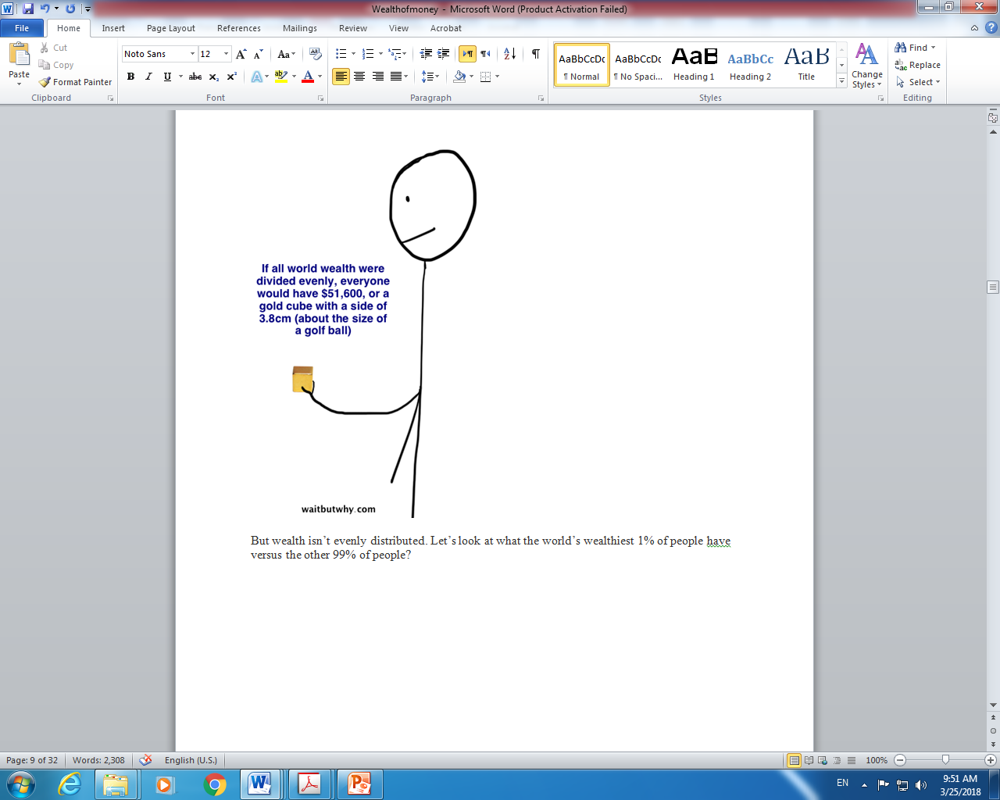 Wealthofmoney - Microsoft Word (Product Activation Failed)
File Home Insert Page Layout References Mailings Review View Acrobat
Paste
Cut
Copy
Format Painter
Clipboard
Noto Sans 12
Font
Paragraph
AaBbCcDc AaBbCcDc AaB AaBbCc AaB
¶ Normal ¶ No Spaci... Heading 1 Heading 2 Title
Change Styles
Styles
Find
Replace
Select
Editing
If all world wealth were
divided evenly, everyone
would have $51,600, or a
gold cube with a side of
3.8cm (about the size of
a golf ball)
waitbutwhy.com
But wealth isn’t evenly distributed. Let’s look at what the world’s wealthiest 1% of people have
versus the other 99% of people?
Page: 9 of 32 Words: 2,308 English (U.S.) 100%
EN 9:51 AM
3/25/2018